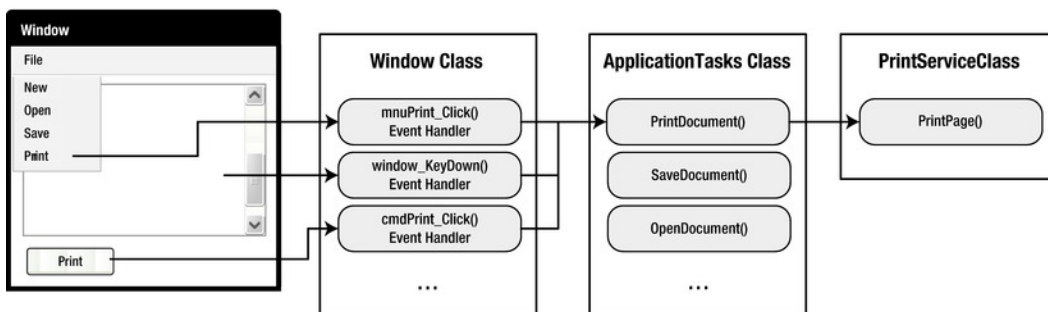 Window
File
New
Open
Save
Print
Print
Window Class
mnuPrint_Click()
Event Handler
window_KeyDown()
Event Handler
cmdPrint_Click()
Event Handler
...
ApplicationTasks Class
PrintDocument()
SaveDocument()
OpenDocument()
...
PrintServiceClass
PrintPage()